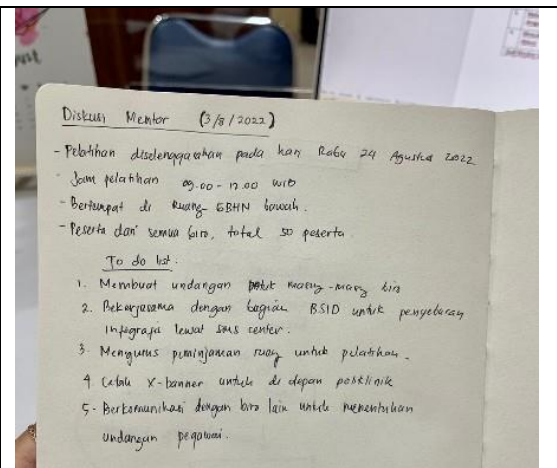 Diskusi Mentor (3/8/2022)
- Pelatihan diselenggarakan pada hari Rabu 24 Agustus 2022
- Jam pelatihan 09.00 - 12.00 WIB
- Bertempat di Ruang GBHN bawah.
- Peserta dari semua biro, total 50 peserta
To do list.
1. Membuat undangan untuk masing-masing biro
2. Bekerjasama dengan bagian BSID untuk penyebaran
infografis lewat sms center.
3. Mengurus peminjaman ruang untuk pelatihan.
4. Cetak X-banner untuk di depan poliklinik
5. Berkomunikasi dengan biro lain untuk menentukan
undangan pegawai.